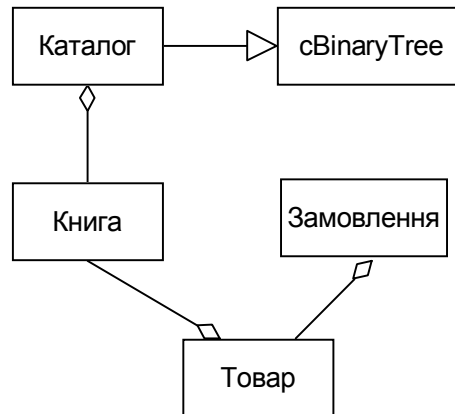 Каталог
cBinaryTree
Книга
Замовлення
Товар